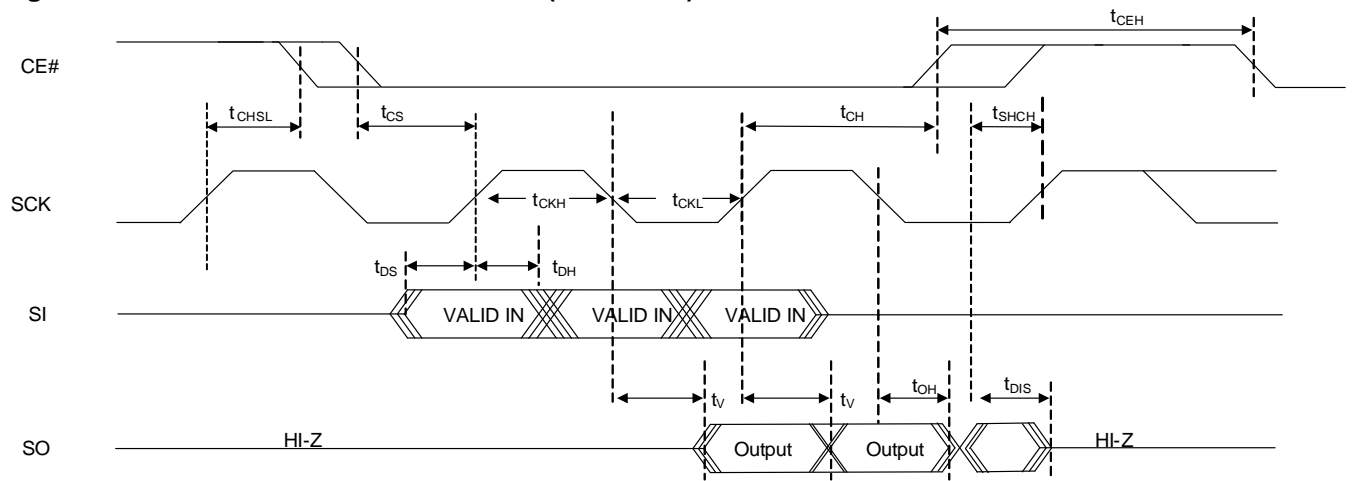 tCEH
CE#
tCHSL
tCS
tCH
tSHCH
SCK
tCKH
tCKL
tDS
tDH
SI
VALID IN
VALID IN
VALID IN
tV
tV
tOH
tDIS
SO
HI-Z
Output
Output
HI-Z